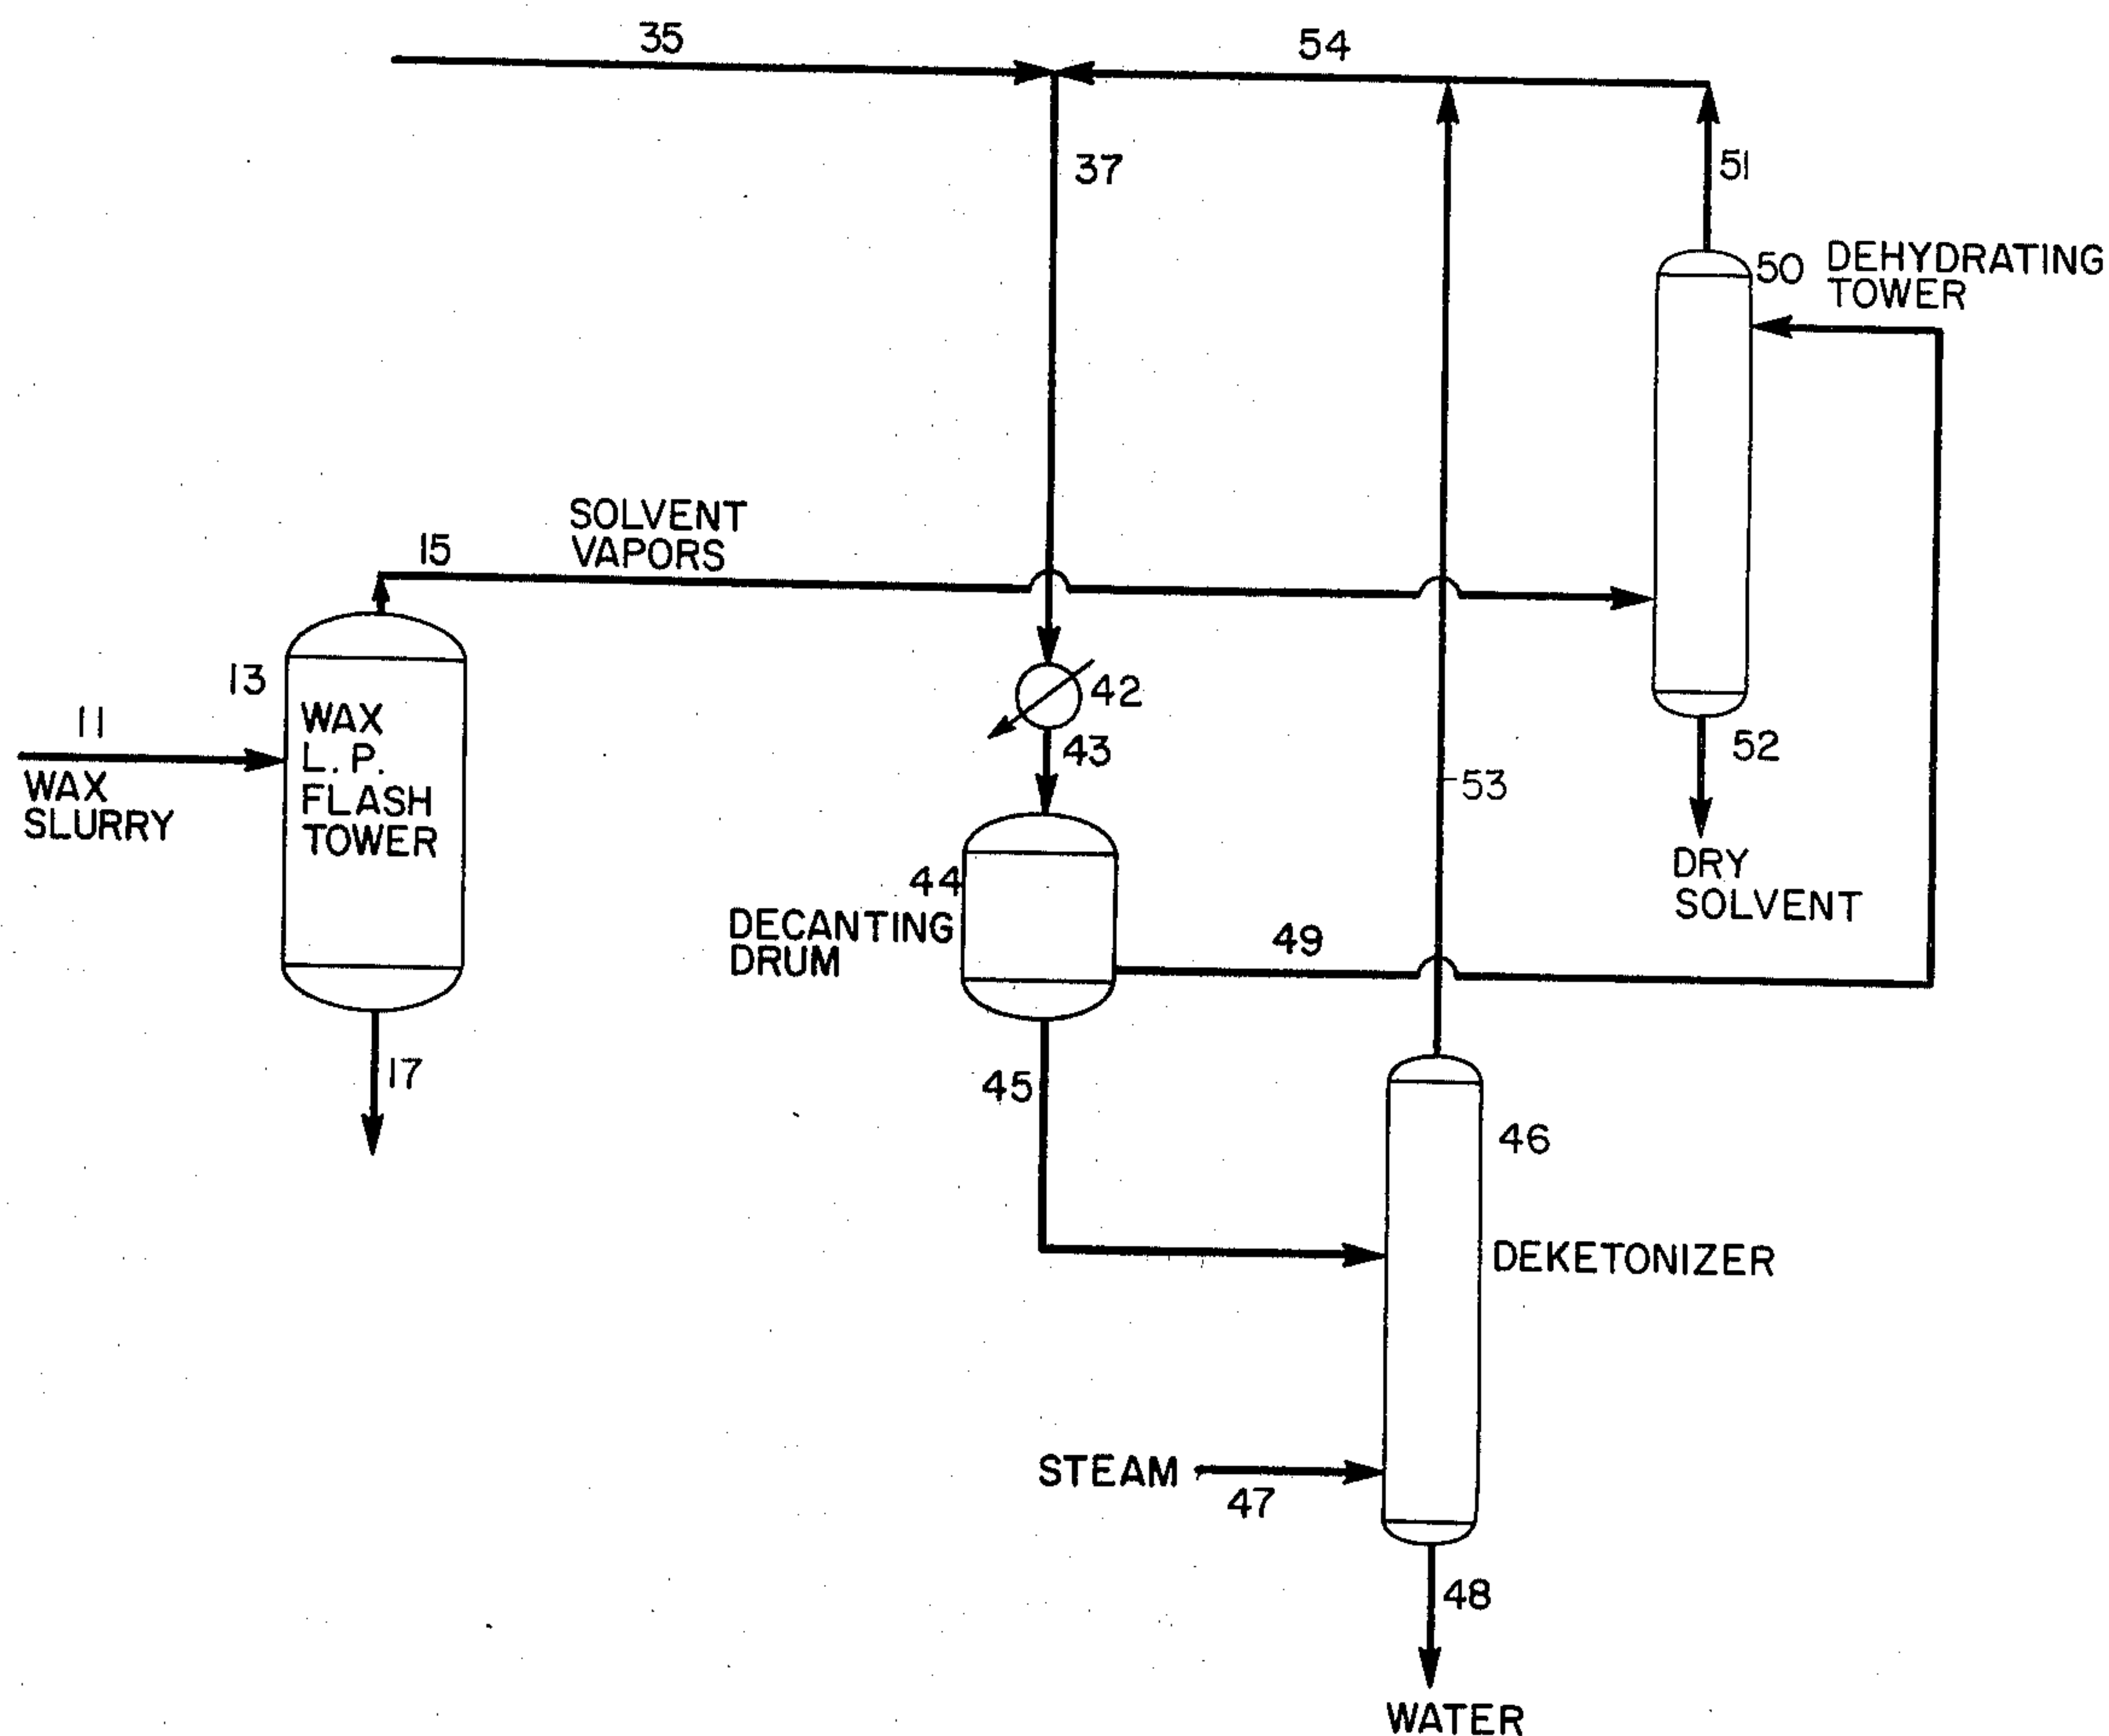 35
54
37
51
50 DEHYDRATING
TOWER
SOLVENT
VAPORS
15
13
42
11
WAX
L. P.
FLASH
TOWER
43
52
53
WAX
SLURRY
DRY
SOLVENT
44
DECANTING
DRUM
49
17
45
46
DEKETONIZER
STEAM
47
48
WATER